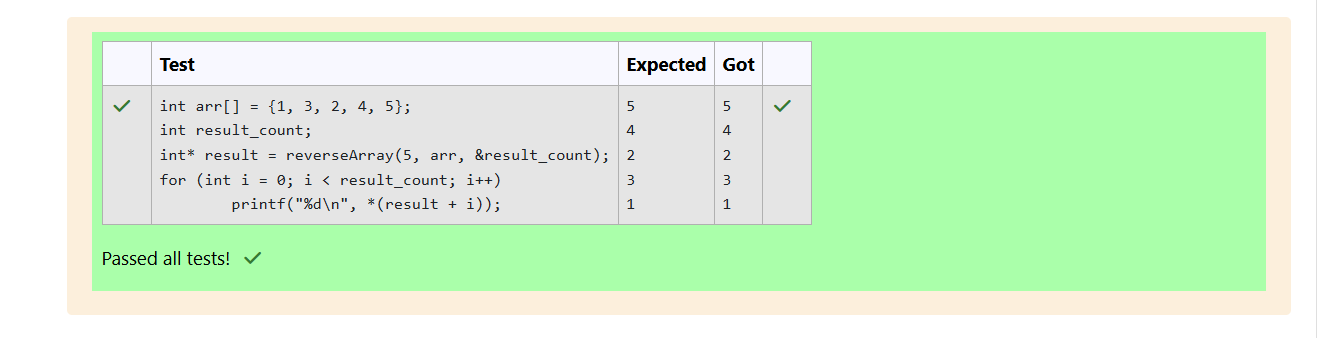 Test Expected Got
int arr[] = {1, 3, 2, 4, 5}; 5 5
int result_count; 4 4
int* result = reverseArray(5, arr, &result_count); 2 2
for (int i = 0; i < result_count; i++) 3 3
printf("%d\n", *(result + i)); 1 1
Passed all tests!